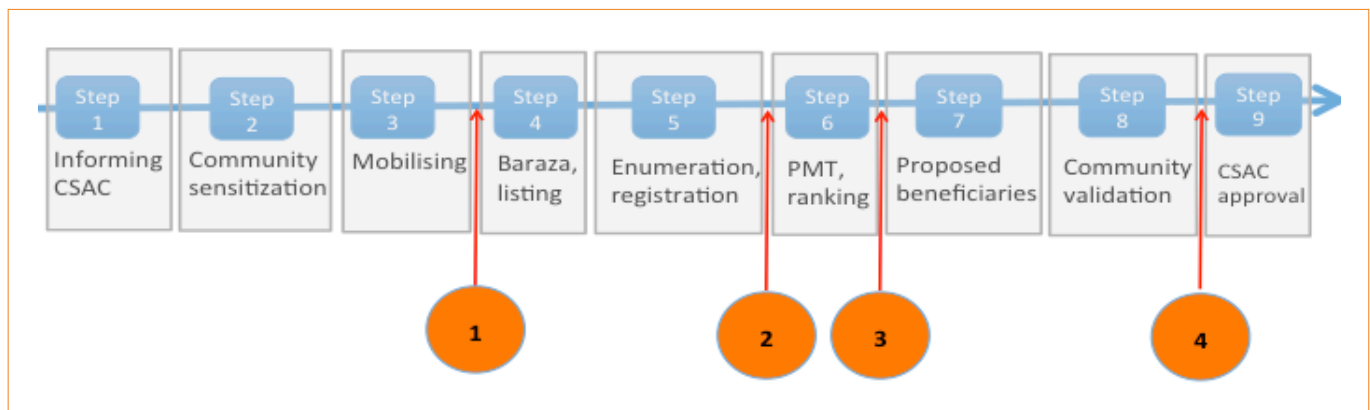 Step
1
Informing
CSAC
Step
2
Community
sensitization
Step
3
Mobilising
Step
4
Baraza,
listing
Step
5
Enumeration,
registration
Step
6
PMT,
ranking
Step
7
Proposed
beneficiaries
Step
8
Community
validation
Step
9
CSAC
approval
1
2
3
4